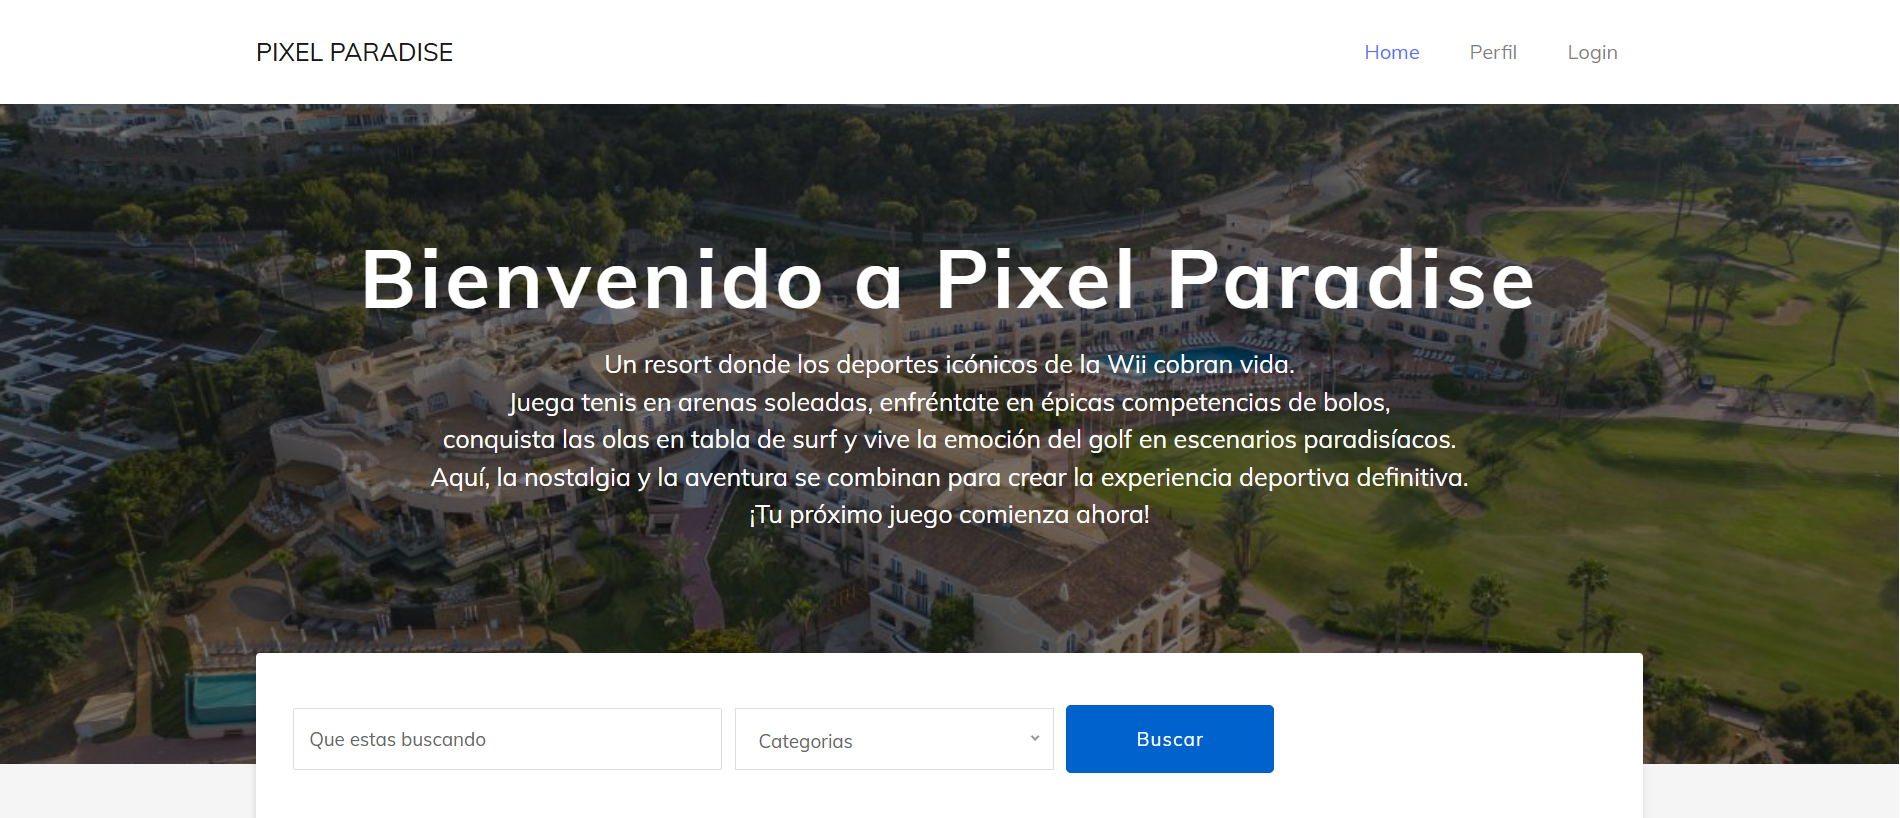 PIXEL PARADISE
Home Perfil Login
Bienvenido a Pixel Paradise
Un resort donde los deportes icónicos de la Wii cobran vida.
Juega tenis en arenas soleadas, enfréntate en épicas competencias de bolos,
conquista las olas en tabla de surf y vive la emoción del golf en escenarios paradisíacos.
Aquí, la nostalgia y la aventura se combinan para crear la experiencia deportiva definitiva.
¡Tu próximo juego comienza ahora!
Que estas buscando Categorias Buscar